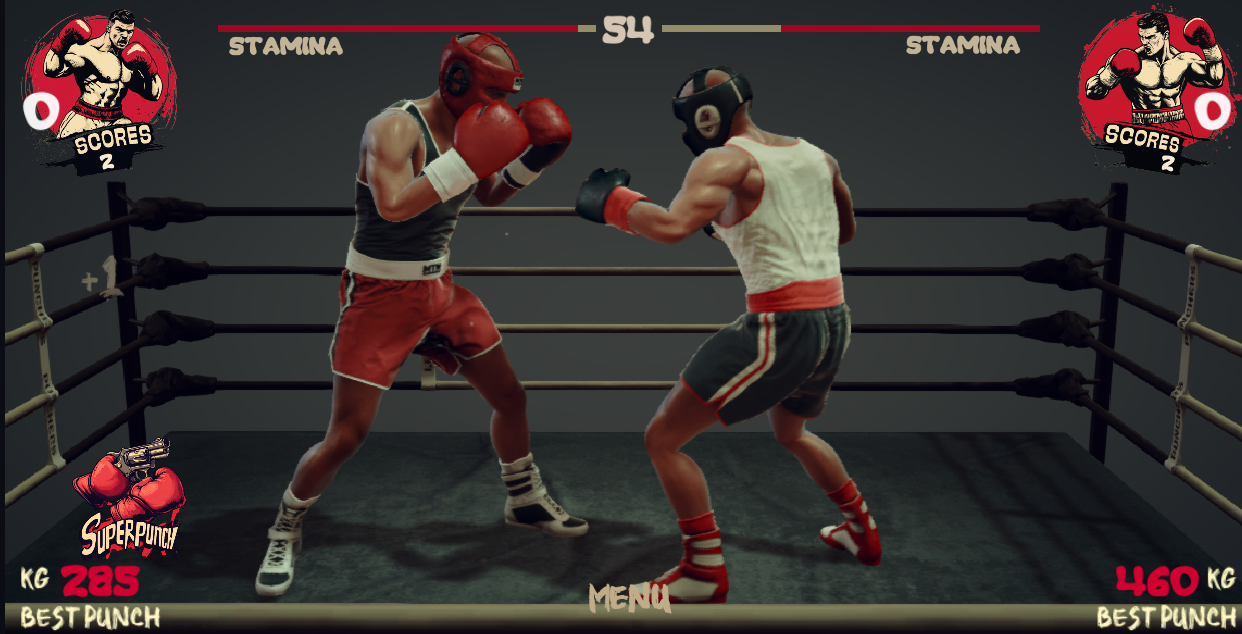 54
STAMINA
STAMINA
0
SCORES
2
0
SCORES
2
+1
MTN
SUPERPUNCH
KG 285
BEST PUNCH
MENU
460 KG
BEST PUNCH